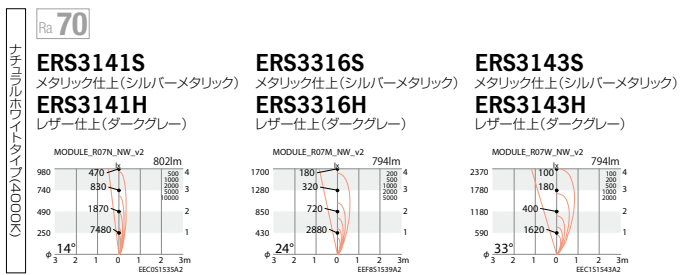 ナチュラルホワイトタイプ(4000K)
Ra 70
ERS3141S
メタリック仕上(シルバーメタリック)
ERS3141H
レザー仕上(ダークグレー)
MODULE_R07N_NW_v2
802lm
lx
980 470 500 4
1000
740 830 2000 3
5000
10000
490 1870 2
250 7480 1
φ 14°
3 2 1 0 1 2 3m
EEC0S1535A2
ERS3316S
メタリック仕上(シルバーメタリック)
ERS3316H
レザー仕上(ダークグレー)
MODULE_R07M_NW_v2
794lm
lx
1700 180 200 4
500
1280 320 1000 3
2000
5000
850 720 2
430 2880 1
φ 24°
3 2 1 0 1 2 3m
EEF8S1539A2
ERS3143S
メタリック仕上(シルバーメタリック)
ERS3143H
レザー仕上(ダークグレー)
MODULE_R07W_NW_v2
794lm
lx
2370 100 100 4
200
1780 180 500 3
1000
2000
1180 400 2
590 1620 1
φ 33°
3 2 1 0 1 2 3m
EEC1S1543A2